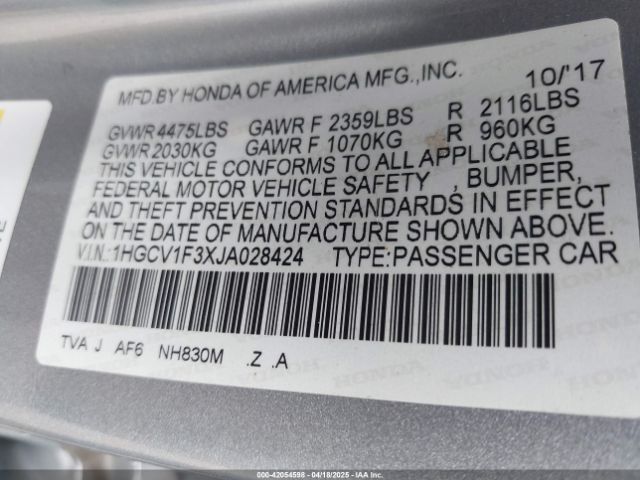 MFD.BY HONDA OF AMERICA MFG.,INC. 10/'17
GVWR 4475LBS GAWR F 2359LBS R 2116LBS
GVWR 2030KG GAWR F 1070KG R 960KG
THIS VEHICLE CONFORMS TO ALL APPLICABLE
FEDERAL MOTOR VEHICLE SAFETY , BUMPER,
AND THEFT PREVENTION STANDARDS IN EFFECT
ON THE DATE OF MANUFACTURE SHOWN ABOVE.
V.I.N.:1HGCV1F3XJA028424 TYPE:PASSENGER CAR
TVA J AF6 NH830M .Z .A
000-42054598 04/18/2025 IAA Inc.